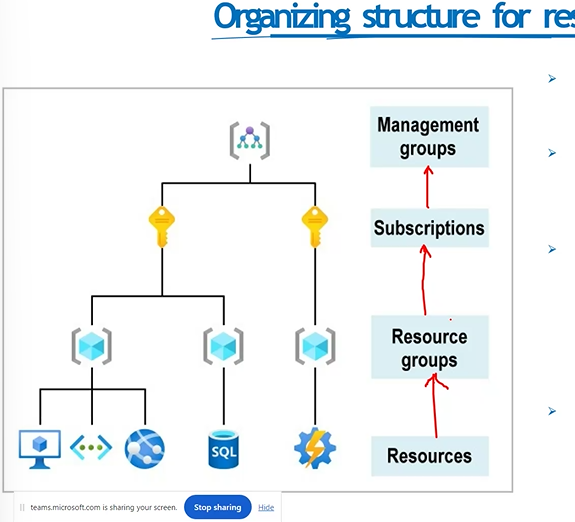 Organizing structure for res
Management
groups
Subscriptions
Resource
groups
SQL
Resources
teams.microsoft.com is sharing your screen. Stop sharing Hide